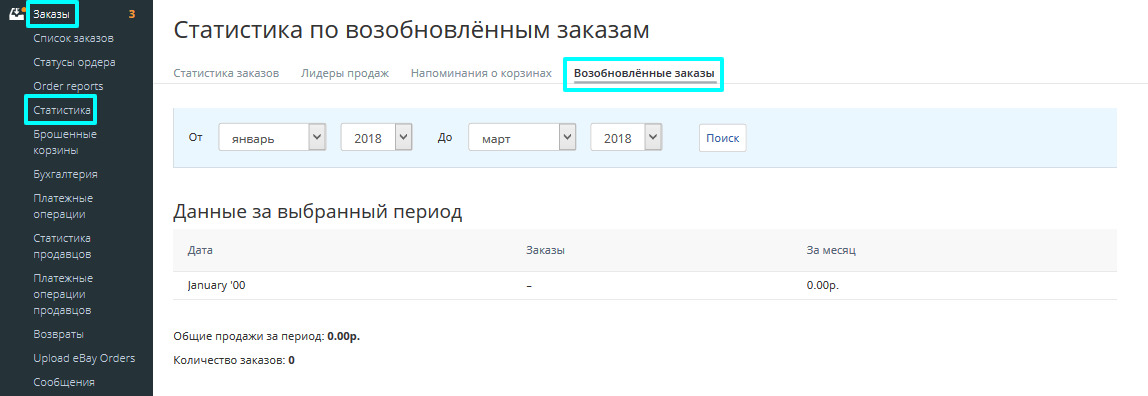 Заказы 3
Список заказов
Статусы ордера
Order reports
Статистика
Брошенные
корзины
Бухгалтерия
Платежные
операции
Статистика
продавцов
Платежные
операции
продавцов
Возвраты
Upload eBay Orders
Сообщения
Статистика по возобновлённым заказам
Статистика заказов Лидеры продаж Напоминания о корзинах Возобновлённые заказы
От январь 2018 До март 2018 Поиск
Данные за выбранный период
Дата Заказы За месяц
January '00 – 0.00р.
Общие продажи за период: 0.00р.
Количество заказов: 0